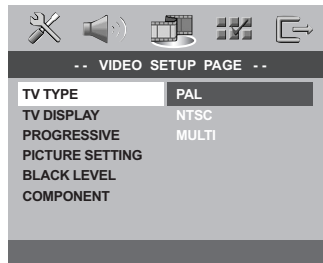 -- VIDEO SETUP PAGE --
TV TYPE PAL
TV DISPLAY NTSC
PROGRESSIVE MULTI
PICTURE SETTING
BLACK LEVEL
COMPONENT